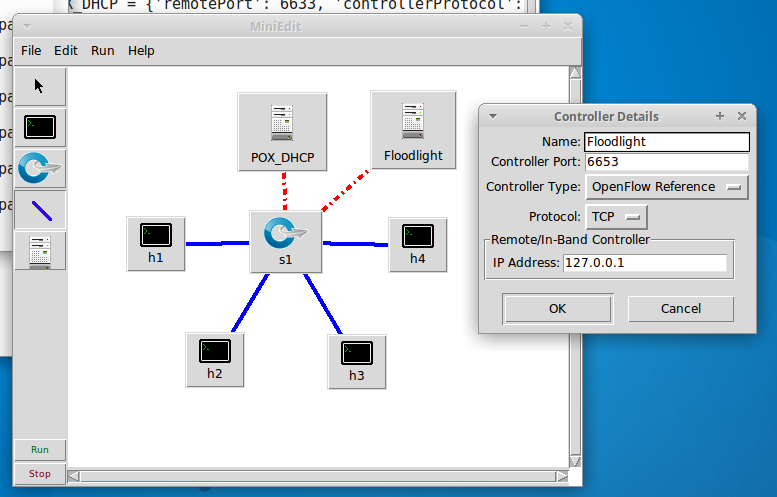 _DHCP = {'remotePort': 6633, 'controllerProtocol':
pa
pa
pa
pa
pa
pa
MiniEdit
File Edit Run Help
POX_DHCP
Floodlight
h1
s1
h4
h2
h3
Run
Stop
Controller Details
Name: Floodlight
Controller Port: 6653
Controller Type: OpenFlow Reference
Protocol: TCP
Remote/In-Band Controller
IP Address: 127.0.0.1
OK Cancel